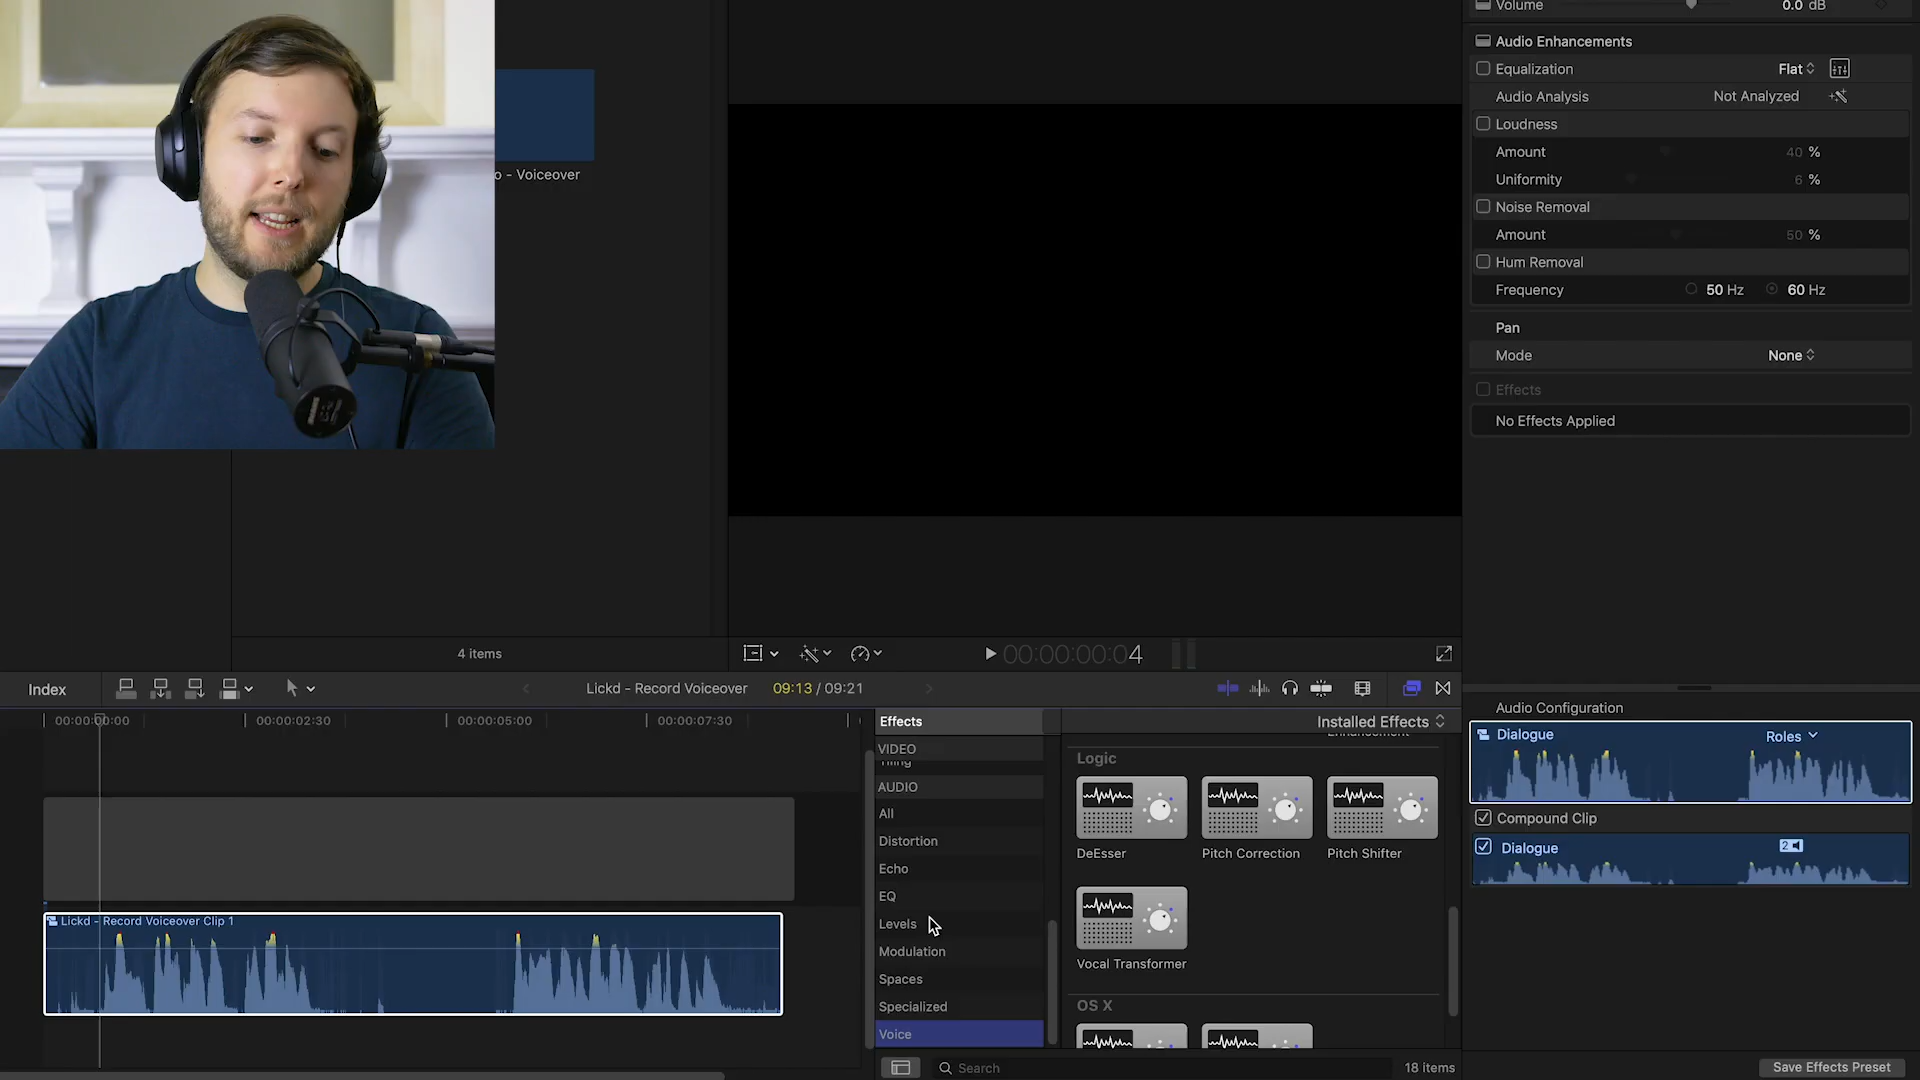 Volume 0.0 dB
Audio Enhancements
Equalization Flat
Audio Analysis Not Analyzed
Loudness
Amount 40 %
Uniformity 6 %
Noise Removal
Amount 50 %
Hum Removal
Frequency 50 Hz 60 Hz
Pan
Mode None
Effects
No Effects Applied
o - Voiceover
4 items
00:00:00:04
Index
Lickd - Record Voiceover 09:13 / 09:21
00:00:00:00 00:00:02:30 00:00:05:00 00:00:07:30
Lickd - Record Voiceover Clip 1
Effects
Installed Effects
VIDEO
Tiling
AUDIO
All
Distortion
Echo
EQ
Levels
Modulation
Spaces
Specialized
Voice
Enhancement
Logic
DeEsser
Pitch Correction
Pitch Shifter
Vocal Transformer
OS X
Search
18 items
Audio Configuration
Dialogue
Roles
Compound Clip
Dialogue
2
Save Effects Preset